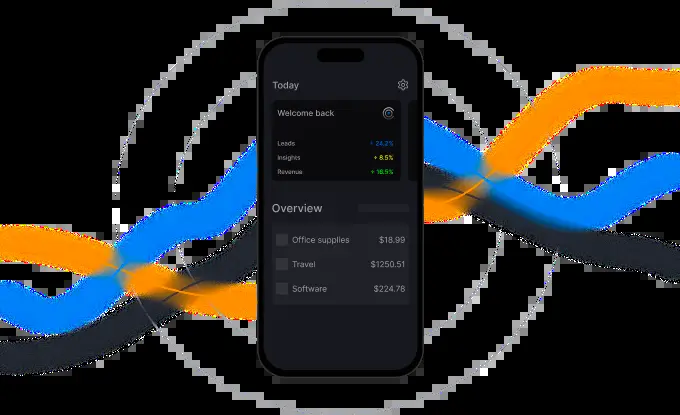 Today
Welcome back
Leads + 24.2%
Insights + 8.5%
Revenue + 16.5%
Overview
Office supplies $18.99
Travel $1250.51
Software $224.78